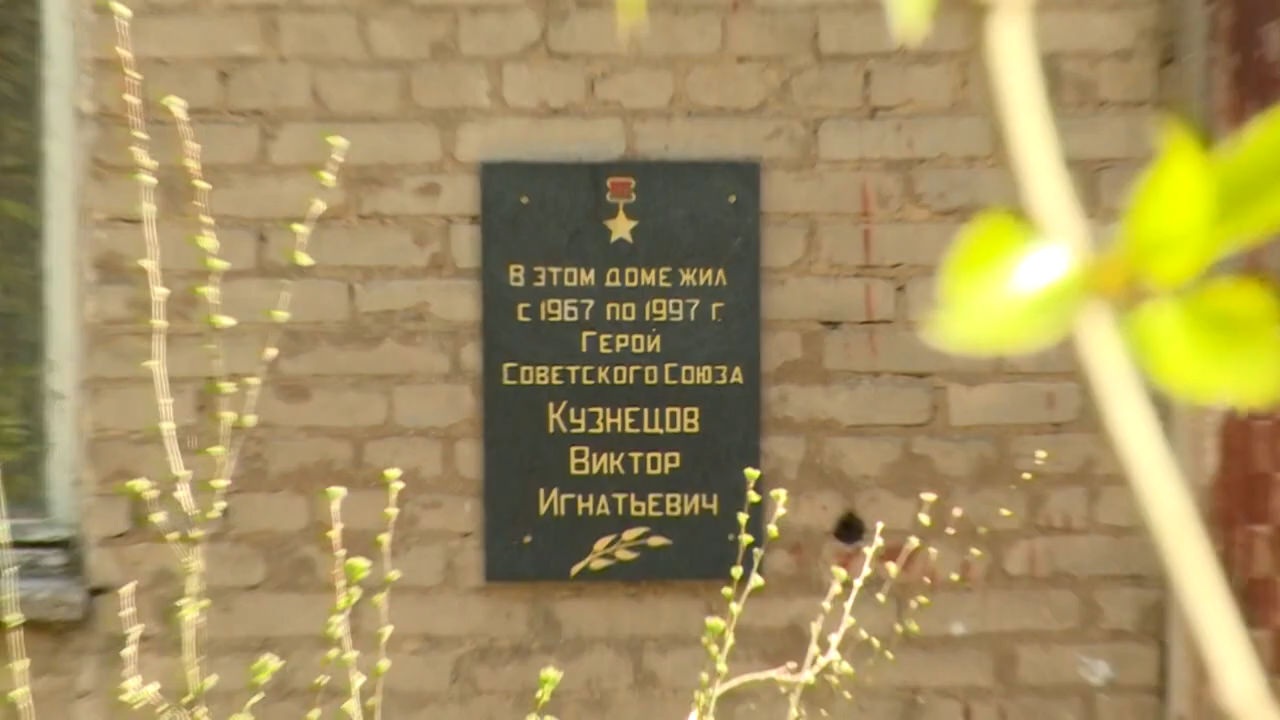 В этом доме жил
с 1967 по 1997 г.
Герой
Советского Союза
Кузнецов
Виктор
Игнатьевич